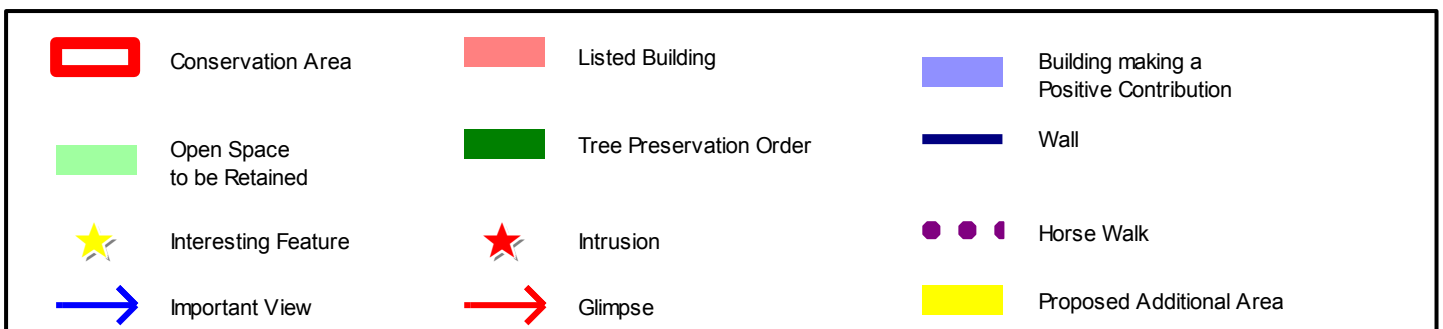 Conservation Area
Listed Building
Building making a
Positive Contribution
Open Space
to be Retained
Tree Preservation Order
Wall
Interesting Feature
Intrusion
Horse Walk
Important View
Glimpse
Proposed Additional Area